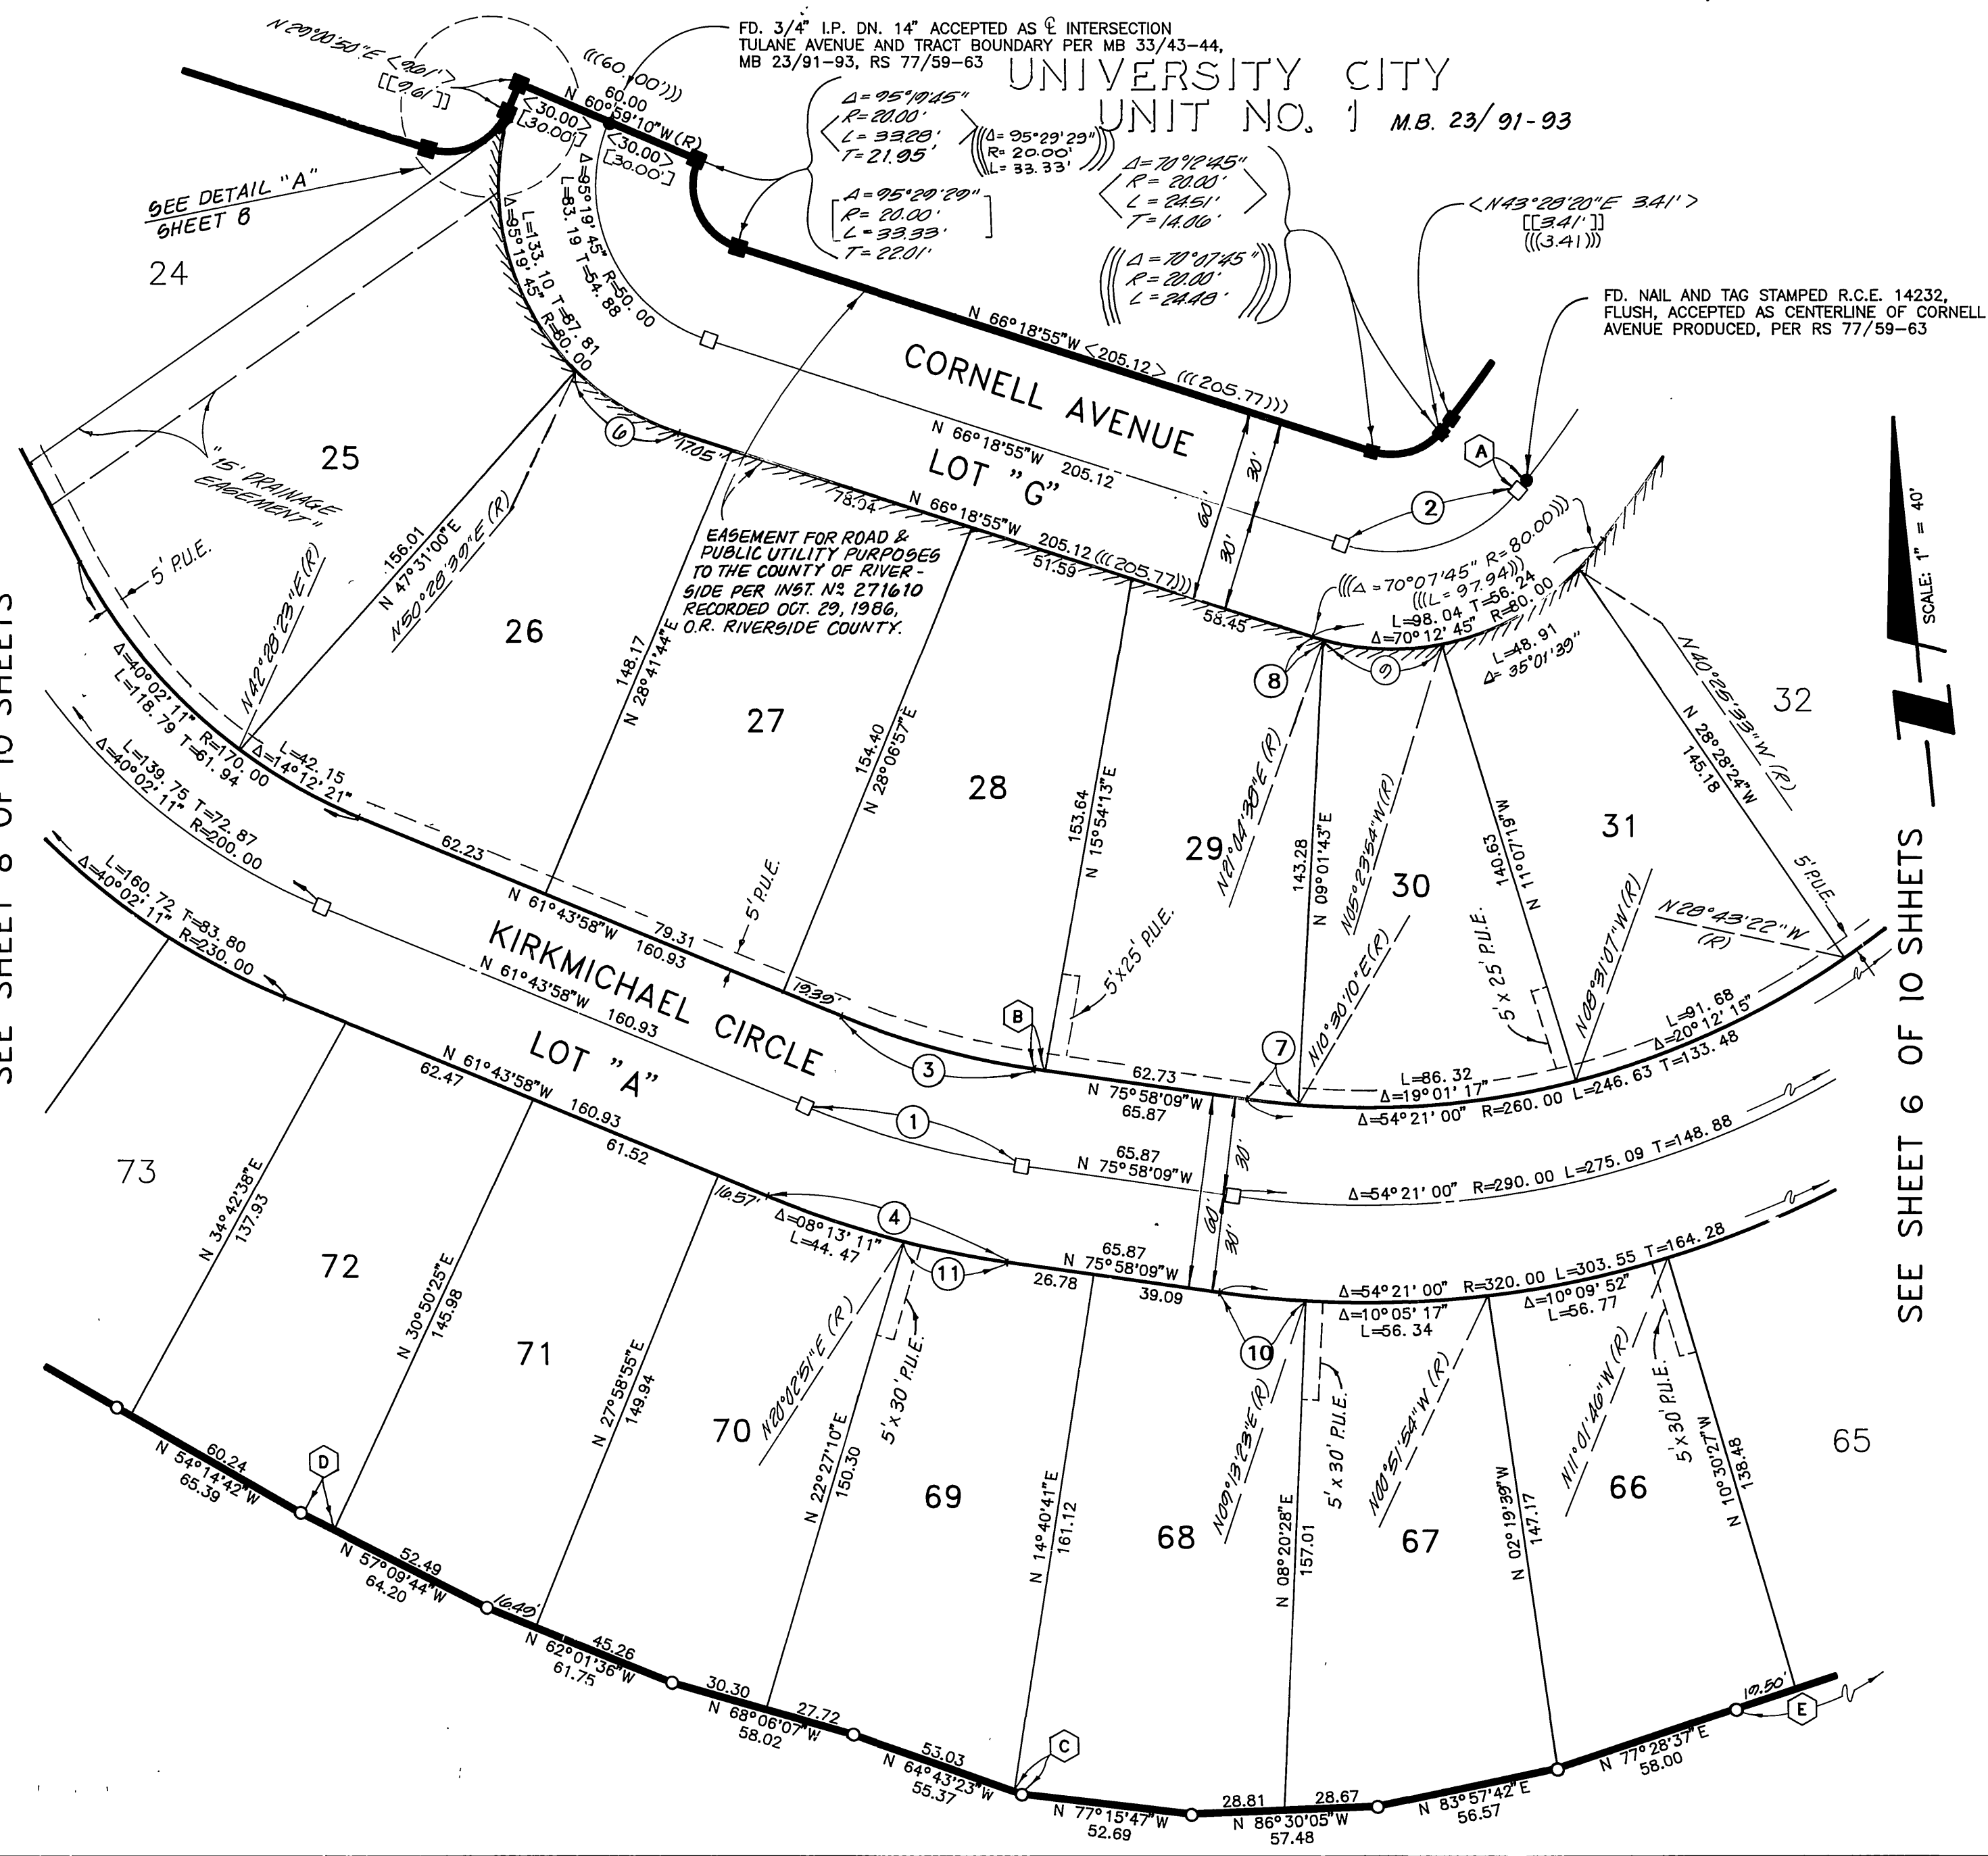 N 29°00'50"E <9.61'>
[[9.61']]
(((60.00')))
60.00
N 60°59'10"W (R)
<30.00>
[30.00']
<30.00>
[30.00']
FD. 3/4" I.P. DN. 14" ACCEPTED AS ℄ INTERSECTION
TULANE AVENUE AND TRACT BOUNDARY PER MB 33/43-44,
MB 23/91-93, RS 77/59-63
UNIVERSITY CITY
UNIT NO. 1 M.B. 23/91-93
Δ=95°19'45"
R=20.00'
L=33.28'
T=21.95'
(((Δ=95°29'29"
R=20.00'
L=33.33')))
Δ=95°29'29"
R=20.00'
L=33.33'
T=22.01'
Δ=70°12'45"
R=20.00'
L=24.51'
T=14.06'
Δ=70°07'45"
R=20.00'
L=24.48'
<N43°28'20"E 3.41'>
[[3.41']]
(((3.41)))
FD. NAIL AND TAG STAMPED R.C.E. 14232,
FLUSH, ACCEPTED AS CENTERLINE OF CORNELL
AVENUE PRODUCED, PER RS 77/59-63
SEE DETAIL "A"
SHEET 8
24
Δ=95°19'45" R=50.00
L=83.19 T=54.88
L=133.10 T=87.81
Δ=95°19'45" R=80.00
N 66°18'55"W <205.12> (((205.77)))
CORNELL AVENUE
N 66°18'55"W 205.12
LOT "G"
60'
30'
30'
A
2
6
17.05'
78.04
N 66°18'55"W 205.12 (((205.77)))
51.59
58.45
EASEMENT FOR ROAD &
PUBLIC UTILITY PURPOSES
TO THE COUNTY OF RIVER-
SIDE PER INST. No. 271610
RECORDED OCT. 29, 1986,
O.R. RIVERSIDE COUNTY.
(((Δ=70°07'45" R=80.00)))
(((L=97.94)))
L=98.04 T=56.24
Δ=70°12'45" R=80.00
L=48.91
Δ=35°01'39"
8
9
SCALE: 1" = 40'
25
"15' DRAINAGE
EASEMENT"
5' P.U.E.
156.01
N 47°31'00"E
N50°28'39"E (R)
N42°28'23"E (R)
26
148.17
N 28°41'44"E
27
154.40
N 28°06'57"E
28
153.64
N 15°54'13"E
29
N21°04'38"E (R)
143.28
N 09°01'43"E
N05°23'54"W (R)
30
140.63
N 11°07'19"W
31
N40°25'33"W (R)
N 28°28'24"W
145.18
32
5' P.U.E.
N28°43'22"W
(R)
N08°31'07"W (R)
5' x 25' P.U.E.
N10°30'10"E (R)
5' x 25' P.U.E.
5' P.U.E.
Δ=40°02'11" R=170.00
L=118.79 T=61.94
L=42.15
Δ=14°12'21"
62.23
N 61°43'58"W 160.93
79.31
19.39
L=139.75 T=72.87
Δ=40°02'11" R=200.00
L=160.72 T=83.80
Δ=40°02'11" R=230.00
KIRKMICHAEL CIRCLE
N 61°43'58"W 160.93
LOT "A"
B
3
7
1
62.73
N 75°58'09"W
65.87
65.87
N 75°58'09"W
L=86.32
Δ=19°01'17"
Δ=54°21'00" R=260.00 L=246.63 T=133.48
L=91.68
Δ=20°12'15"
Δ=54°21'00" R=290.00 L=275.09 T=148.88
30'
60'
30'
N 61°43'58"W 160.93
62.47
61.52
16.57'
4
Δ=08°13'11"
L=44.47
11
65.87
N 75°58'09"W
26.78
39.09
10
Δ=54°21'00" R=320.00 L=303.55 T=164.28
Δ=10°05'17"
L=56.34
Δ=10°09'52"
L=56.77
73
N 34°42'38"E
137.93
72
N 30°50'25"E
145.98
71
N 27°58'55"E
149.94
70
N20°02'51"E (R)
N 22°27'10"E
150.30
5' x 30' P.U.E.
69
N 14°40'41"E
161.12
68
N09°13'23"E (R)
N 08°20'28"E
157.01
5' x 30' P.U.E.
67
N00°51'54"W (R)
N 02°19'39"W
147.17
66
N11°01'46"W (R)
5' x 30' P.U.E.
N 10°30'27"W
138.48
65
60.24
N 54°14'42"W
65.39
D
52.49
N 57°09'44"W
64.20
16.49'
45.26
N 62°01'36"W
61.75
30.30
27.72
N 68°06'07"W
58.02
53.03
N 64°43'23"W
55.37
C
N 77°15'47"W
52.69
28.81
28.67
N 86°30'05"W
57.48
N 83°57'42"E
56.57
N 77°28'37"E
58.00
19.50'
E
SEE SHEET 8 OF 10 SHEETS
SEE SHEET 6 OF 10 SHHETS